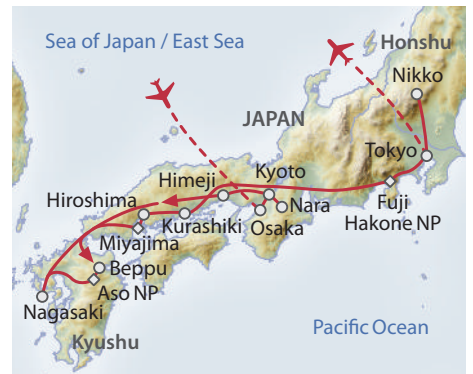 Sea of Japan / East Sea
Honshu
Nikko
JAPAN
Tokyo
Himeji
Kyoto
Hiroshima
Nara
Fuji
Hakone NP
Kurashiki
Osaka
Miyajima
Beppu
Aso NP
Nagasaki
Kyushu
Pacific Ocean